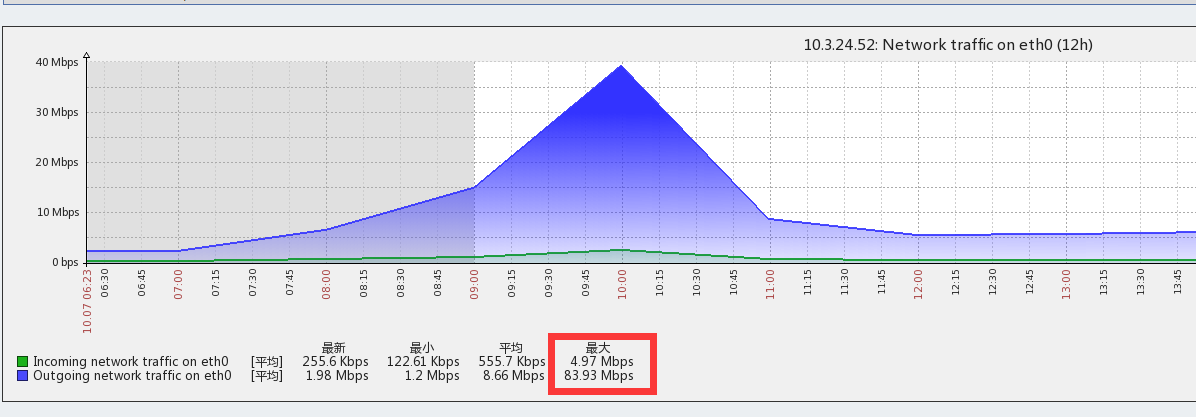 10.3.24.52: Network traffic on eth0 (12h)
40 Mbps
30 Mbps
20 Mbps
10 Mbps
0 bps
10.07 06:23 06:30 06:45 07:00 07:15 07:30 07:45 08:00 08:15 08:30 08:45 09:00 09:15 09:30 09:45 10:00 10:15 10:30 10:45 11:00 11:15 11:30 11:45 12:00 12:15 12:30 12:45 13:00 13:15 13:30 13:45
最新 最小 平均 最大
Incoming network traffic on eth0 [平均] 255.6 Kbps 122.61 Kbps 555.7 Kbps 4.97 Mbps
Outgoing network traffic on eth0 [平均] 1.98 Mbps 1.2 Mbps 8.66 Mbps 83.93 Mbps